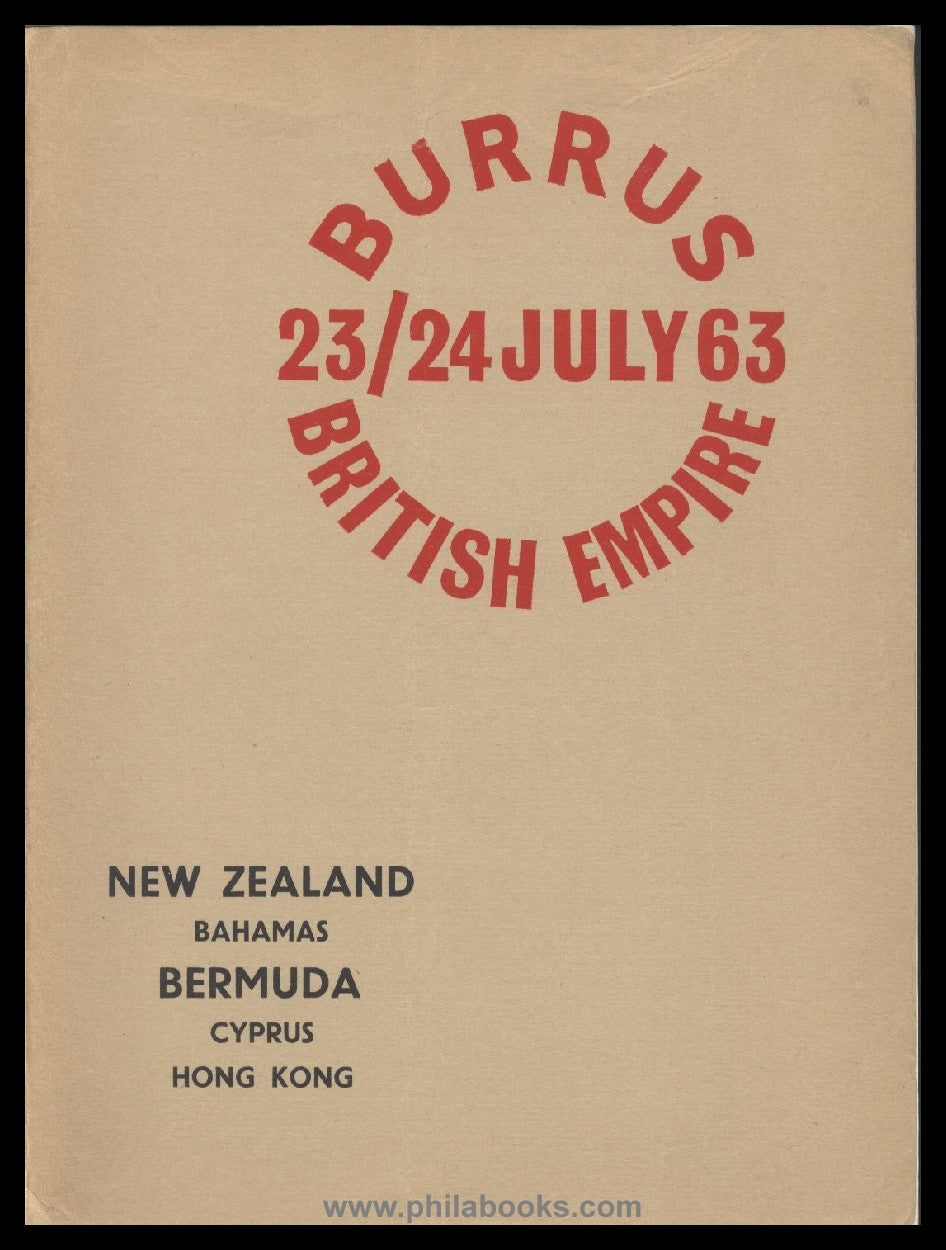 BURRUS
23/24 JULY 63
BRITISH EMPIRE
NEW ZEALAND
BAHAMAS
BERMUDA
CYPRUS
HONG KONG
www.philabooks.com